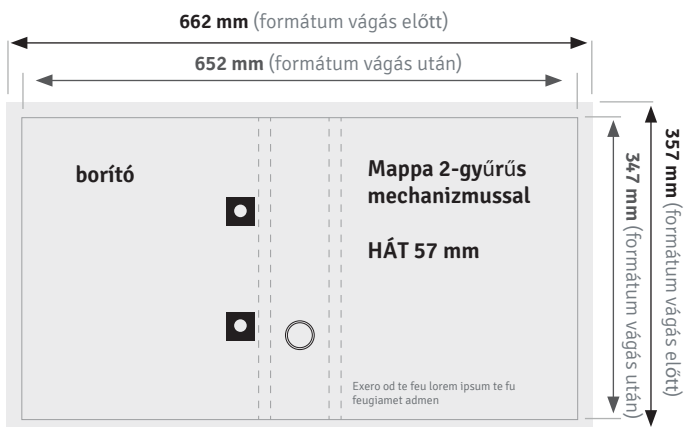 662 mm (formátum vágás előtt)
652 mm (formátum vágás után)
borító
Mappa 2-gyűrűs
mechanizmussal
HÁT 57 mm
Exero od te feu lorem ipsum te fu
feugiamet admen
347 mm (formátum vágás után)
357 mm (formátum vágás előtt)